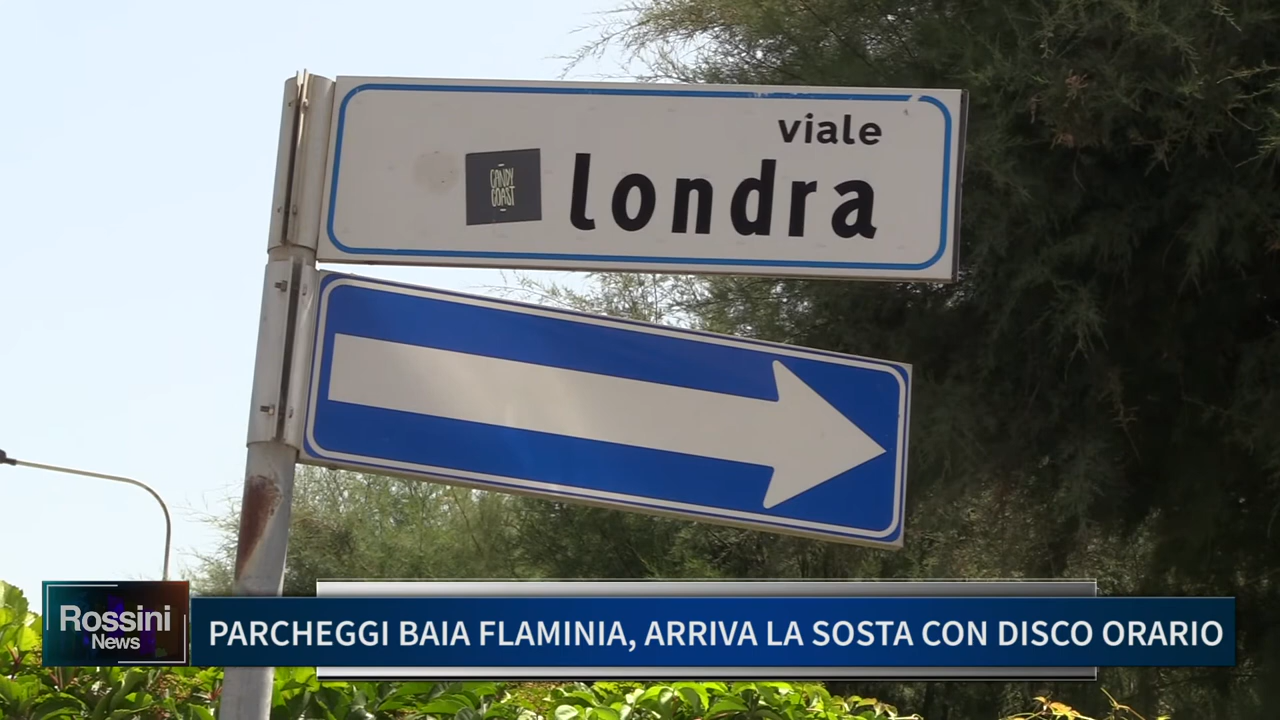 viale
londra
CANDY
COAST
Rossini
News
PARCHEGGI BAIA FLAMINIA, ARRIVA LA SOSTA CON DISCO ORARIO